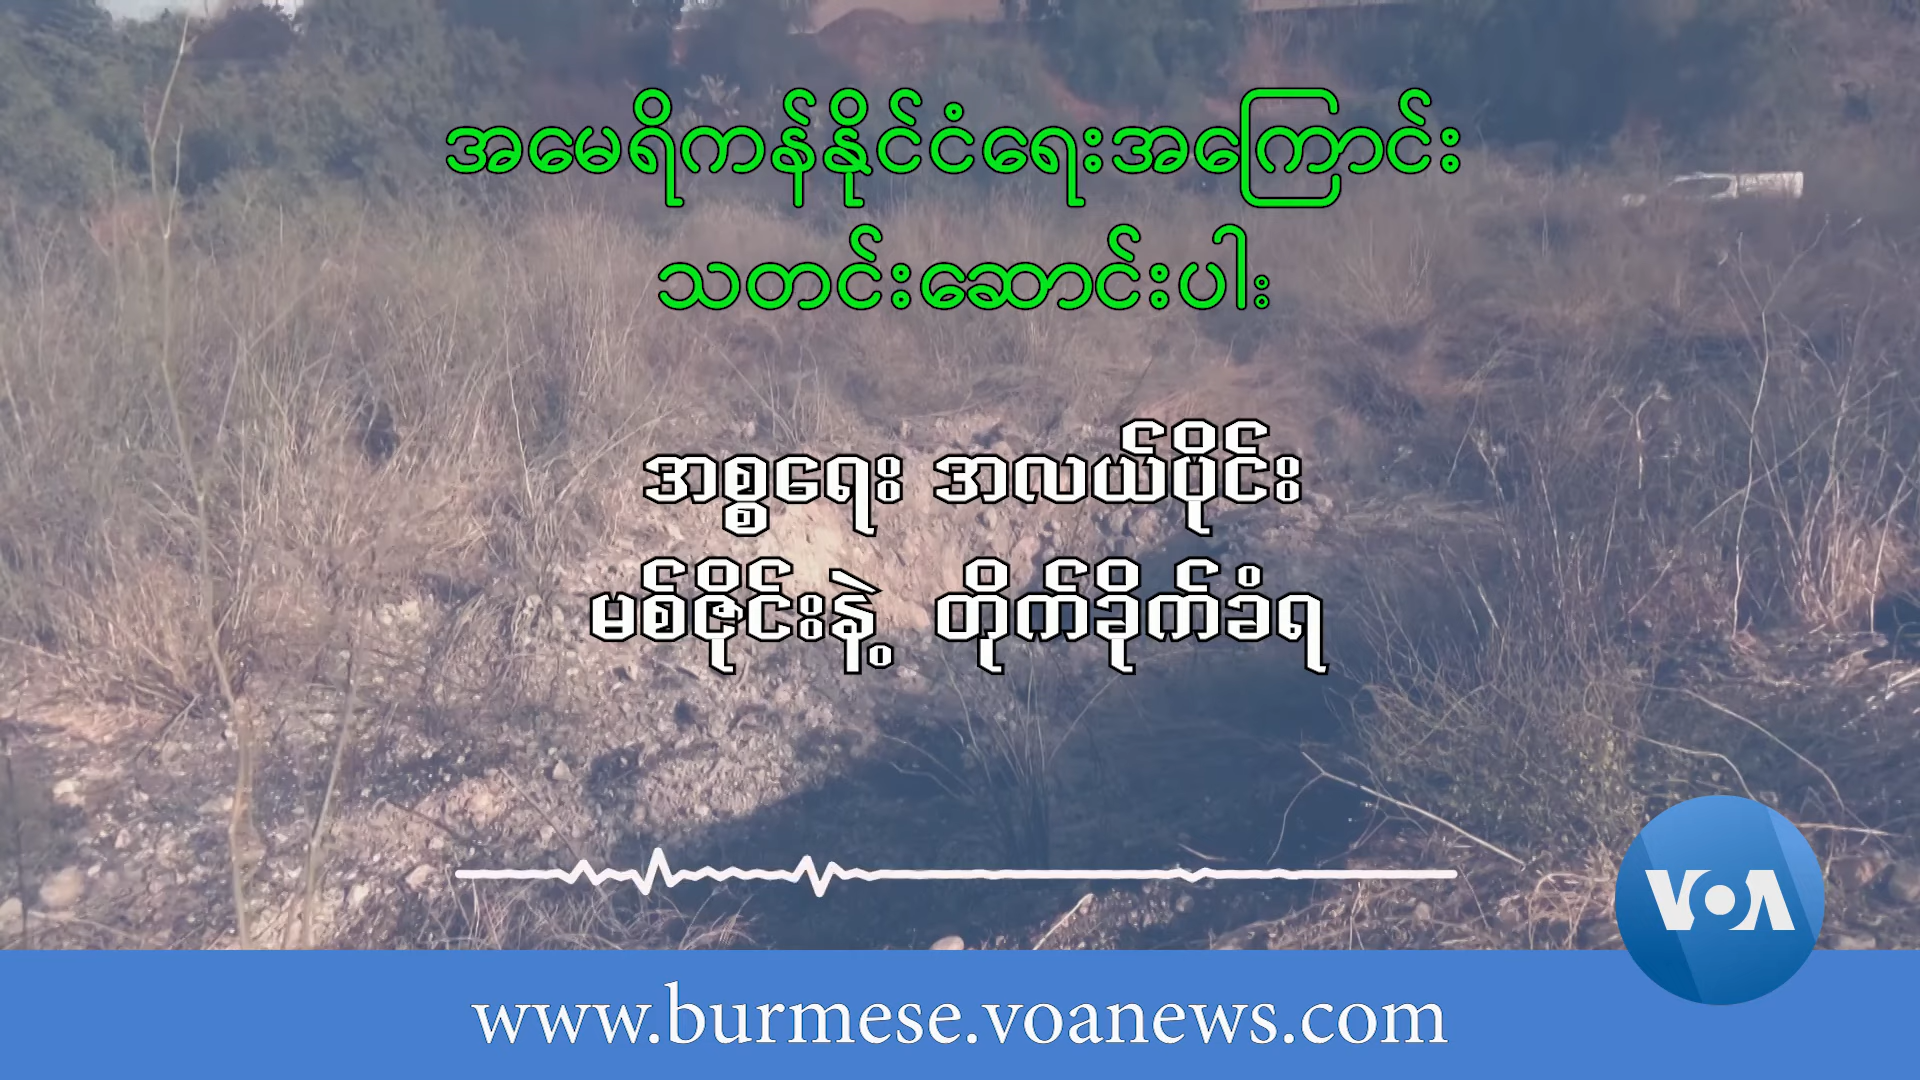 အမေရိကန်နိုင်ငံရေးအကြောင်း
သတင်းဆောင်းပါး
အစ္စရေး အလယ်ပိုင်း
မစ်ဇိုင်းနဲ့ တိုက်ခိုက်ခံရ
VOA
www.burmese.voanews.com